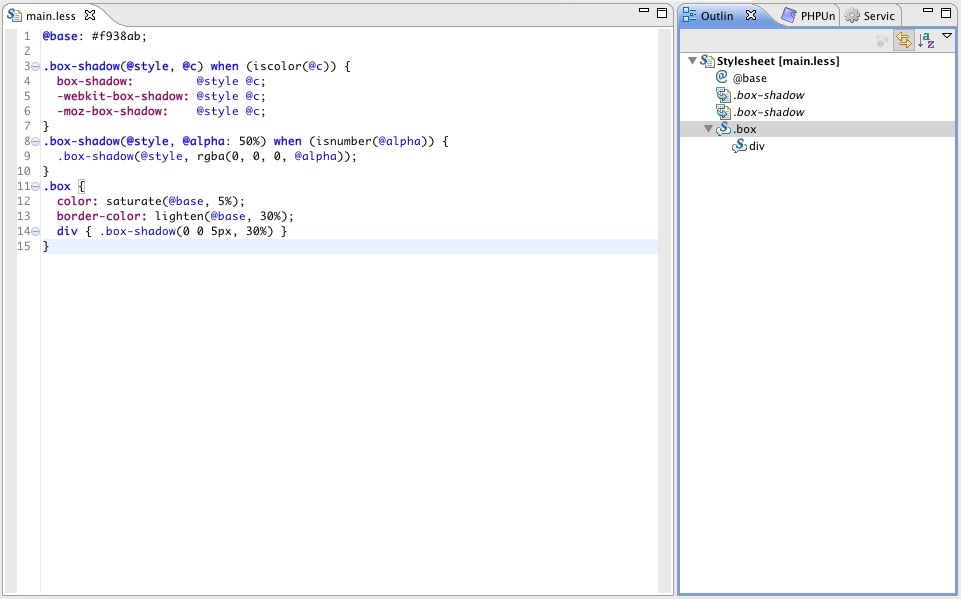 main.less
1 @base: #f938ab;
2
3 .box-shadow(@style, @c) when (iscolor(@c)) {
4   box-shadow:         @style @c;
5   -webkit-box-shadow: @style @c;
6   -moz-box-shadow:    @style @c;
7 }
8 .box-shadow(@style, @alpha: 50%) when (isnumber(@alpha)) {
9   .box-shadow(@style, rgba(0, 0, 0, @alpha));
10 }
11 .box {
12   color: saturate(@base, 5%);
13   border-color: lighten(@base, 30%);
14   div { .box-shadow(0 0 5px, 30%) }
15 }
Outlin PHPUn Servic
Stylesheet [main.less]
@base
.box-shadow
.box-shadow
.box
div